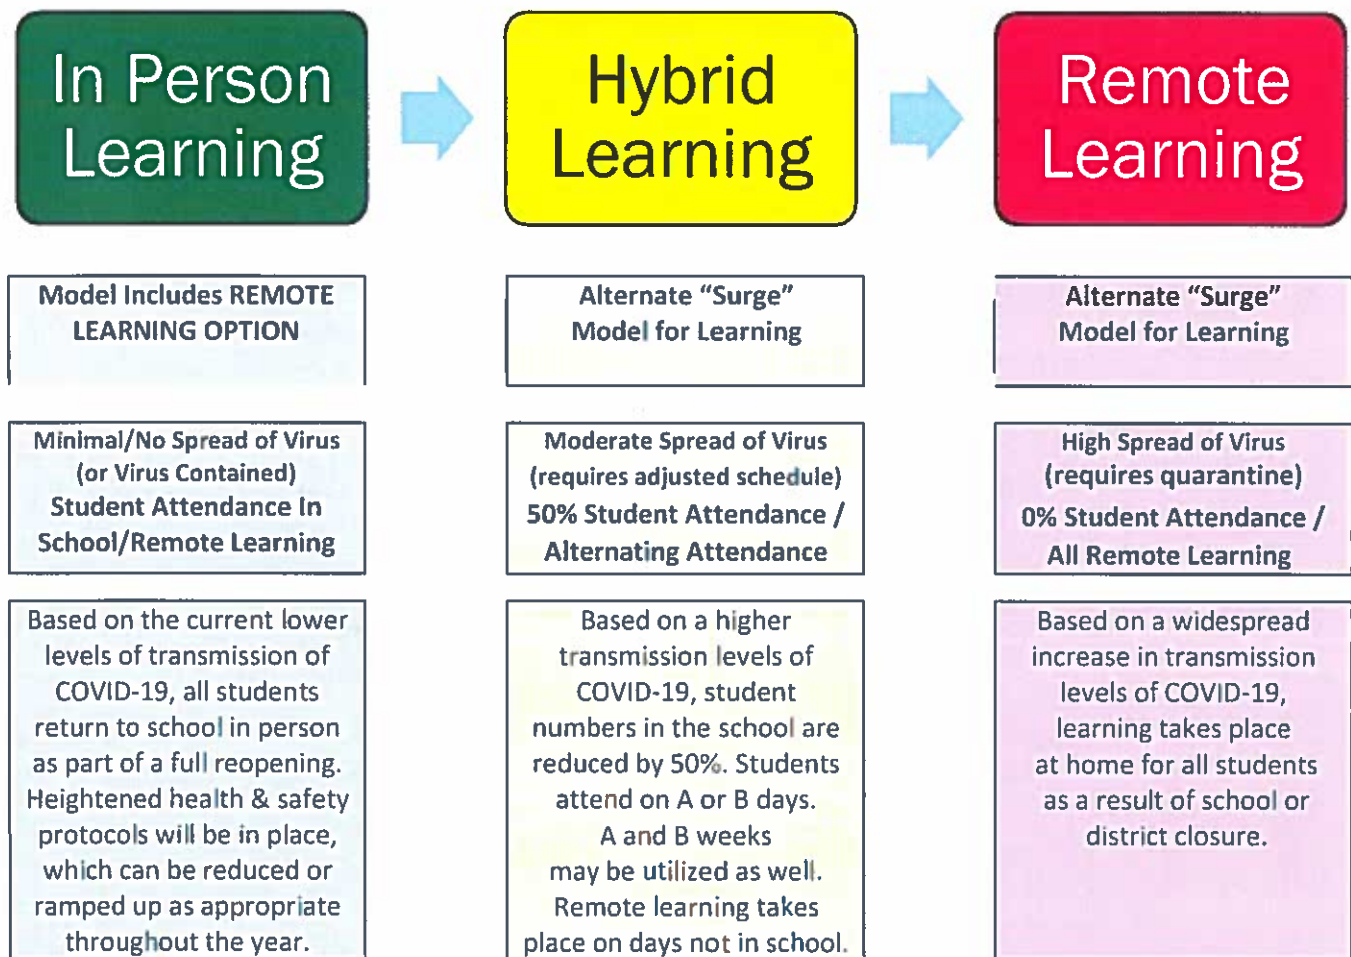 In Person
Learning
Hybrid
Learning
Remote
Learning
Model Includes REMOTE
LEARNING OPTION
Alternate “Surge”
Model for Learning
Alternate “Surge”
Model for Learning
Minimal/No Spread of Virus
(or Virus Contained)
Student Attendance In
School/Remote Learning
Moderate Spread of Virus
(requires adjusted schedule)
50% Student Attendance /
Alternating Attendance
High Spread of Virus
(requires quarantine)
0% Student Attendance /
All Remote Learning
Based on the current lower
levels of transmission of
COVID-19, all students
return to school in person
as part of a full reopening.
Heightened health & safety
protocols will be in place,
which can be reduced or
ramped up as appropriate
throughout the year.
Based on a higher
transmission levels of
COVID-19, student
numbers in the school are
reduced by 50%. Students
attend on A or B days.
A and B weeks
may be utilized as well.
Remote learning takes
place on days not in school.
Based on a widespread
increase in transmission
levels of COVID-19,
learning takes place
at home for all students
as a result of school or
district closure.